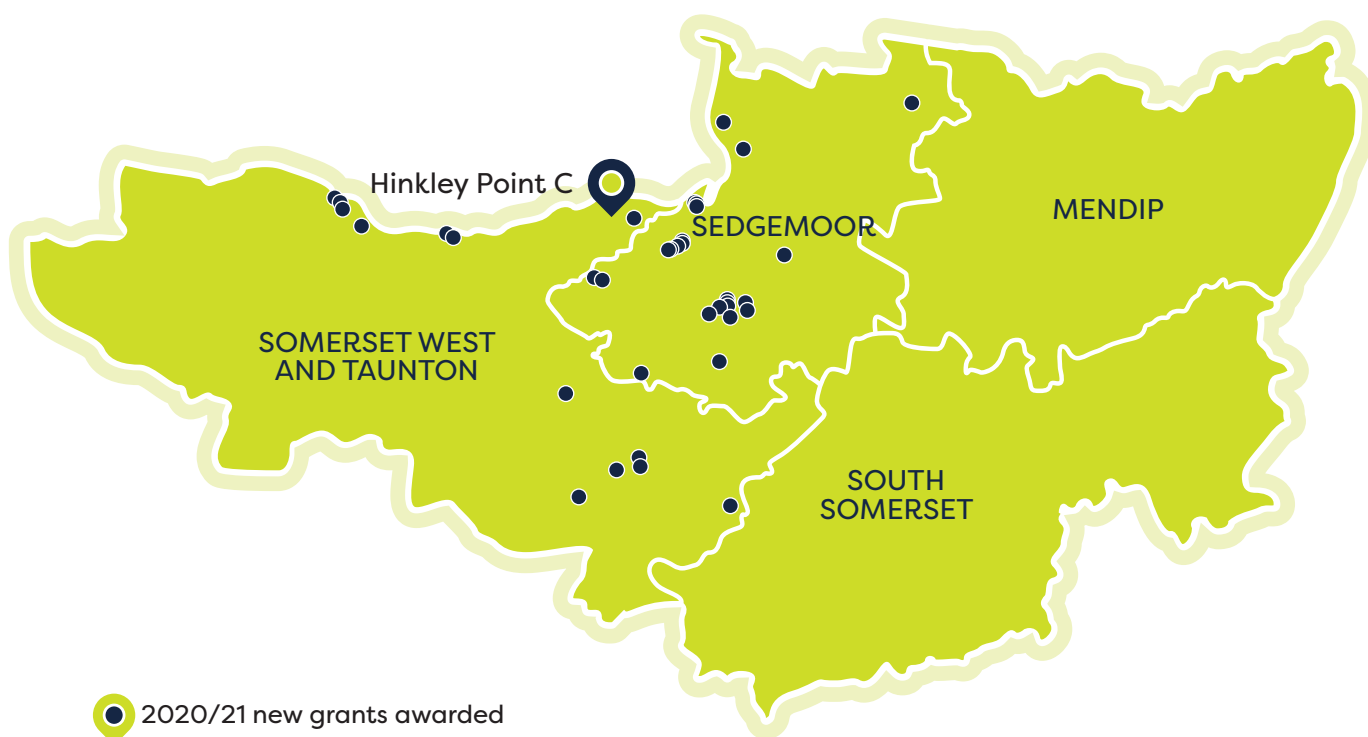 Hinkley Point C
SEDGEMOOR
MENDIP
SOMERSET WEST
AND TAUNTON
SOUTH
SOMERSET
2020/21 new grants awarded